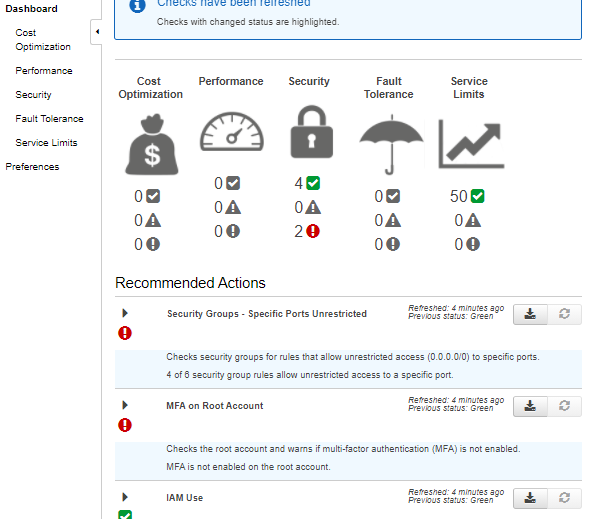 Dashboard
Cost
Optimization
Performance
Security
Fault Tolerance
Service Limits
Preferences
Checks have been refreshed
Checks with changed status are highlighted.
Cost
Optimization
Performance
Security
Fault
Tolerance
Service
Limits
$
0
0
0
0
0
0
4
0
2
0
0
0
50
0
0
Recommended Actions
Security Groups - Specific Ports Unrestricted
Refreshed: 4 minutes ago
Previous status: Green
Checks security groups for rules that allow unrestricted access (0.0.0.0/0) to specific ports.
4 of 6 security group rules allow unrestricted access to a specific port.
MFA on Root Account
Refreshed: 4 minutes ago
Previous status: Green
Checks the root account and warns if multi-factor authentication (MFA) is not enabled.
MFA is not enabled on the root account.
IAM Use
Refreshed: 4 minutes ago
Previous status: Green